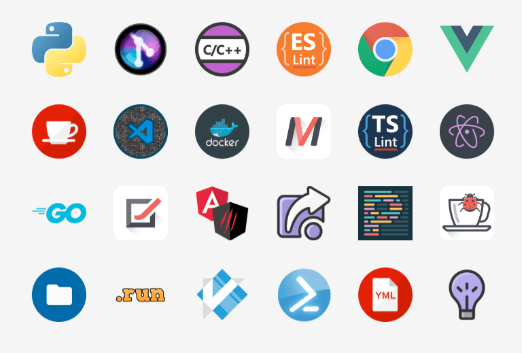 C/C++
{ES}
Lint
docker
{TS}
Lint
GO
.run
YML